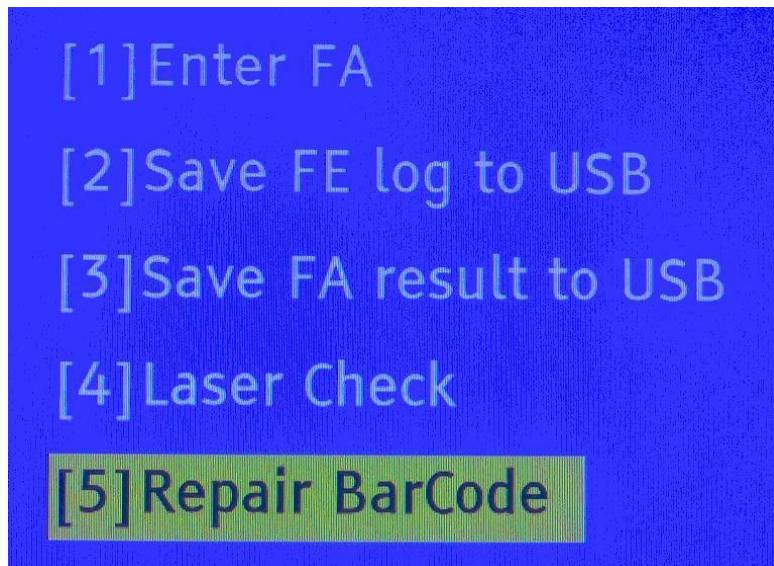 [1]Enter FA
[2]Save FE log to USB
[3]Save FA result to USB
[4]Laser Check
[5]Repair BarCode